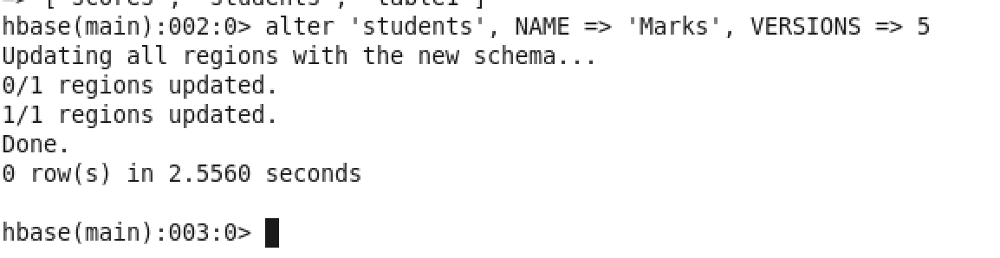 => ["scores", "students", "table1"]
hbase(main):002:0> alter 'students', NAME => 'Marks', VERSIONS => 5
Updating all regions with the new schema...
0/1 regions updated.
1/1 regions updated.
Done.
0 row(s) in 2.5560 seconds
hbase(main):003:0>